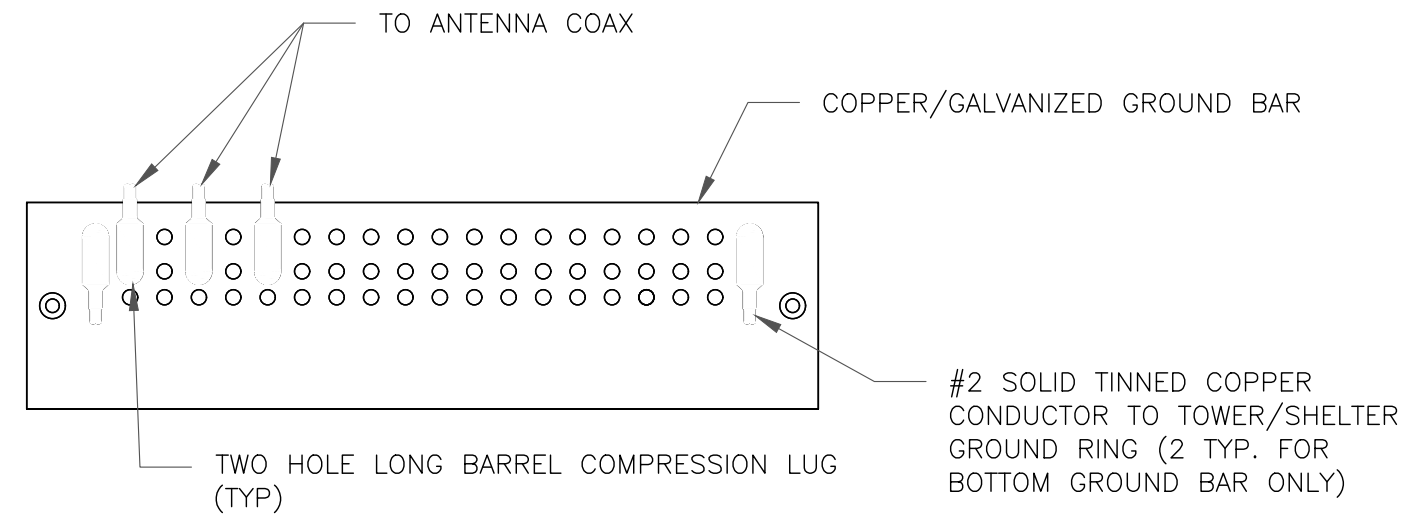 TO ANTENNA COAX
COPPER/GALVANIZED GROUND BAR
#2 SOLID TINNED COPPER
CONDUCTOR TO TOWER/SHELTER
GROUND RING (2 TYP. FOR
BOTTOM GROUND BAR ONLY)
TWO HOLE LONG BARREL COMPRESSION LUG
(TYP)